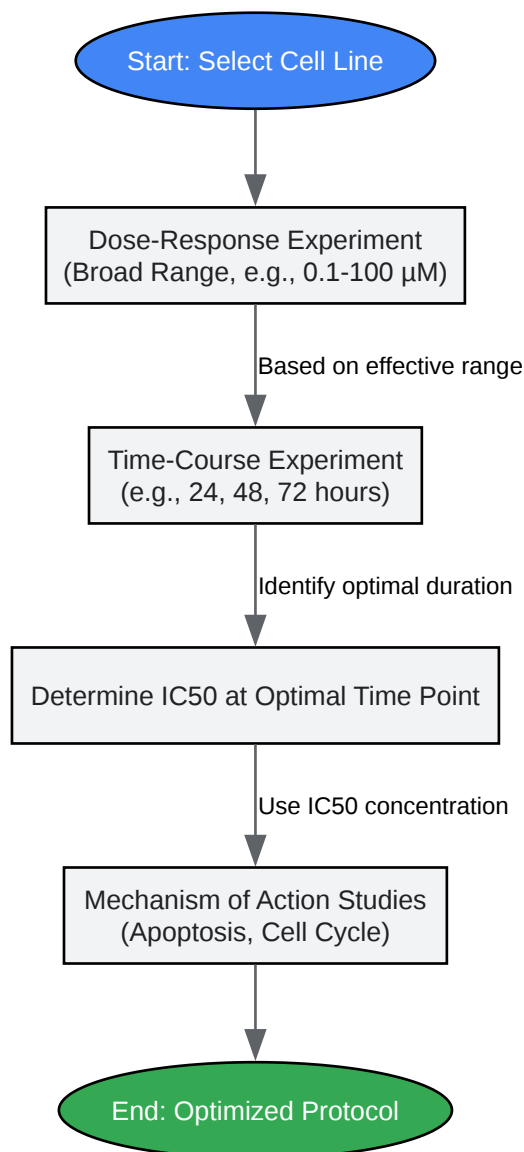 Start: Select Cell Line
Dose-Response Experiment
(Broad Range, e.g., 0.1-100 µM)
Based on effective range
Time-Course Experiment
(e.g., 24, 48, 72 hours)
Identify optimal duration
Determine IC50 at Optimal Time Point
Use IC50 concentration
Mechanism of Action Studies
(Apoptosis, Cell Cycle)
End: Optimized Protocol